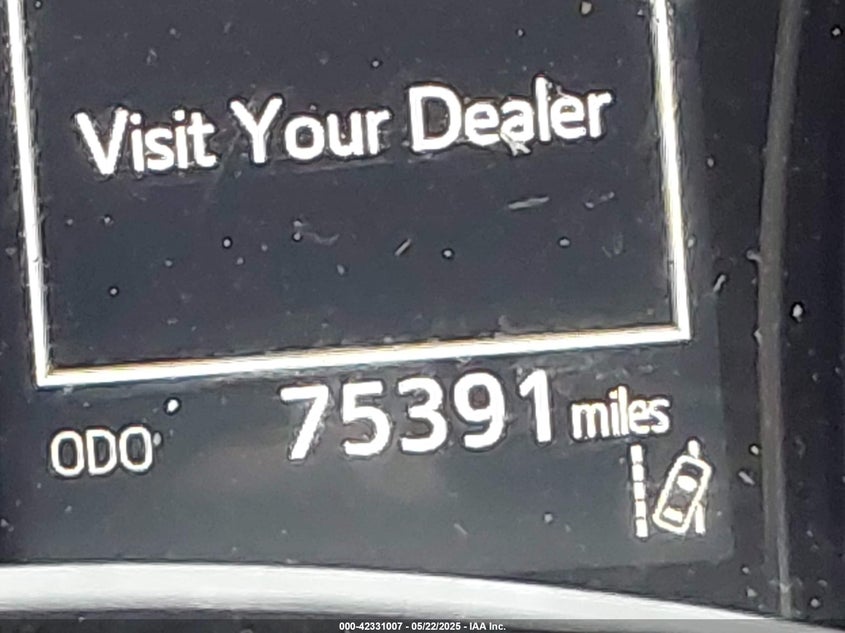 Visit Your Dealer
ODO 75391 miles
000-42331007 - 05/22/2025 - IAA Inc.